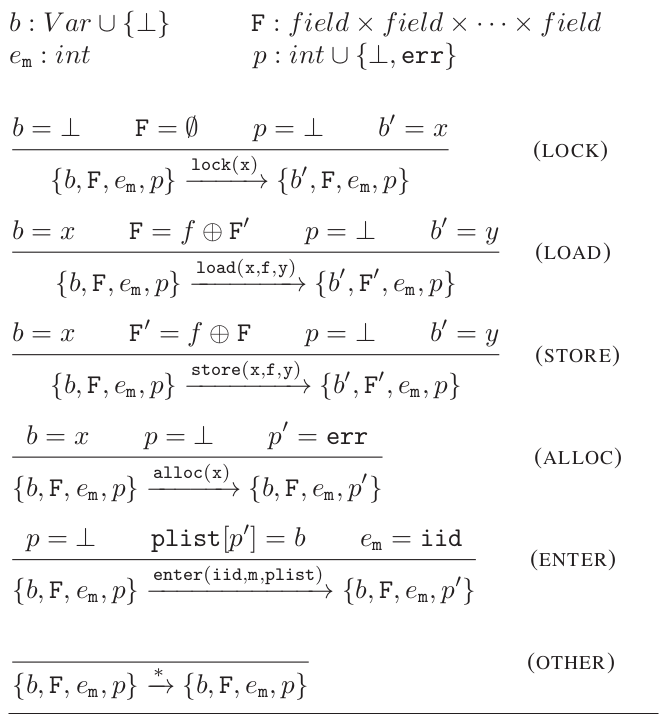 b : Var ∪ {⊥} F : field × field × ⋯ × field
e_m : int p : int ∪ {⊥, err}
b = ⊥ F = ∅ p = ⊥ b′ = x
{b, F, e_m, p} —lock(x)→ {b′, F, e_m, p} (LOCK)
b = x F = f ⊕ F′ p = ⊥ b′ = y
{b, F, e_m, p} —load(x,f,y)→ {b′, F′, e_m, p} (LOAD)
b = x F′ = f ⊕ F p = ⊥ b′ = y
{b, F, e_m, p} —store(x,f,y)→ {b′, F′, e_m, p} (STORE)
b = x p = ⊥ p′ = err
{b, F, e_m, p} —alloc(x)→ {b, F, e_m, p′} (ALLOC)
p = ⊥ plist[p′] = b e_m = iid
{b, F, e_m, p} —enter(iid,m,plist)→ {b, F, e_m, p′} (ENTER)
{b, F, e_m, p} —*→ {b, F, e_m, p} (OTHER)